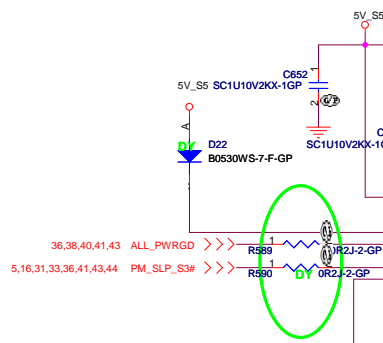 5V_S5
C652
1
5V_S5 SC1U10V2KX-1GP
2
SC1U10V2KX-1G
A
DY
D22
B0530WS-7-F-GP
36,38,40,41,43 ALL_PWRGD
R589
1
0R2J-2-GP
5,16,31,33,36,41,43,44 PM_SLP_S3#
R590
1
DY
0R2J-2-GP